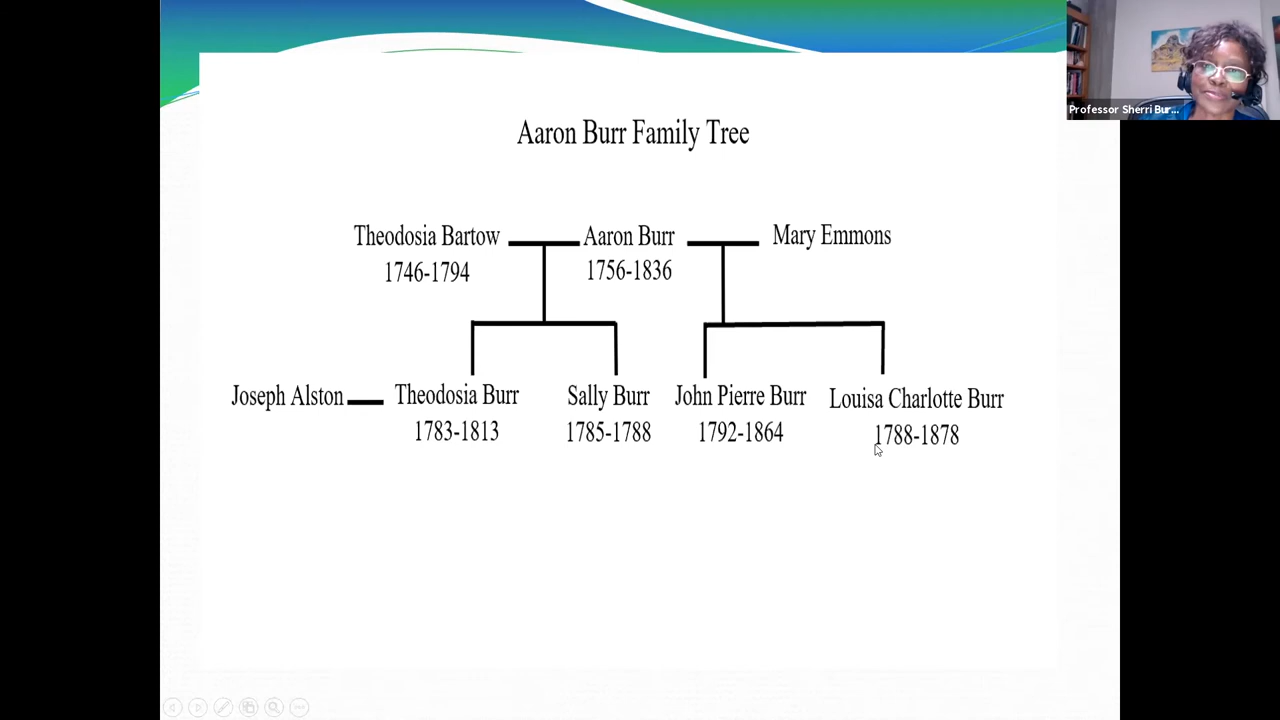 Professor Sherri Bur...
Aaron Burr Family Tree
Theodosia Bartow Aaron Burr Mary Emmons
1746-1794 1756-1836
Joseph Alston Theodosia Burr Sally Burr John Pierre Burr Louisa Charlotte Burr
1783-1813 1785-1788 1792-1864 1788-1878